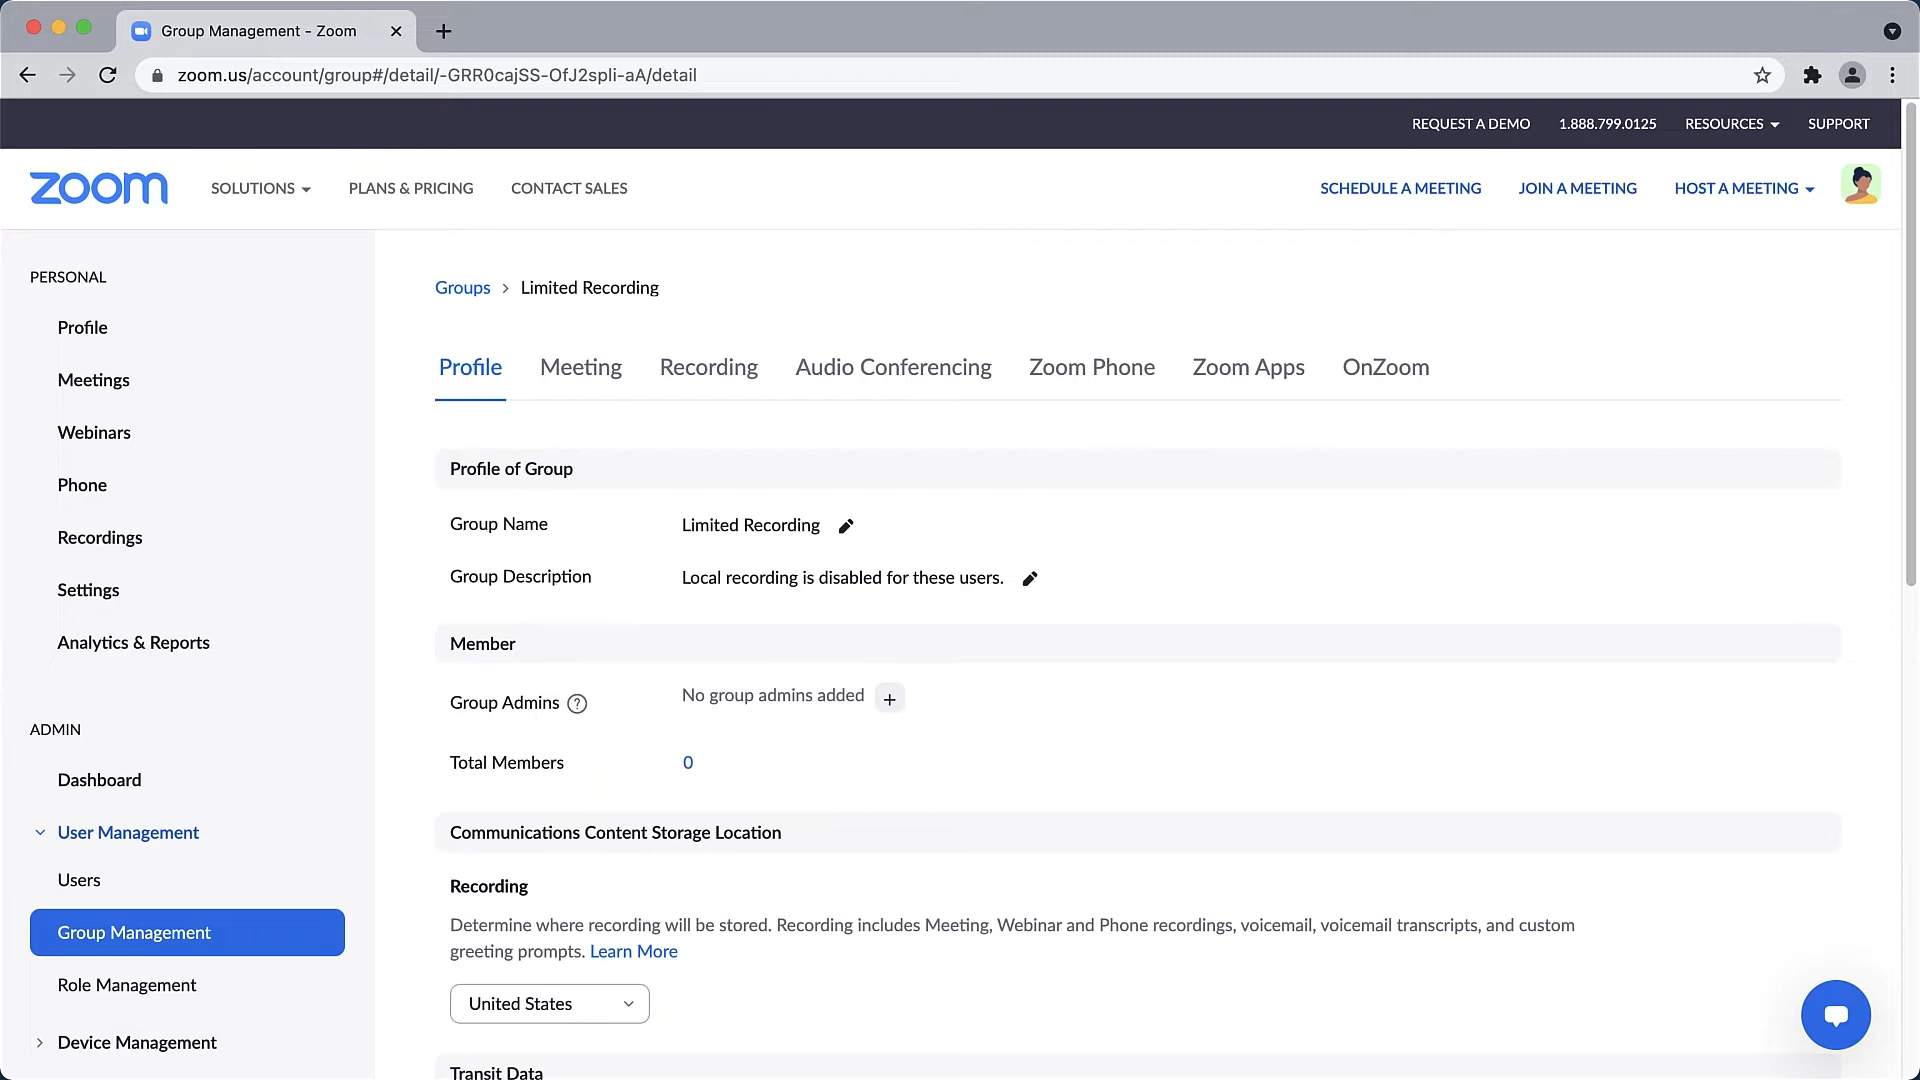 Group Management - Zoom
zoom.us/account/group#/detail/-GRR0cajSS-OfJ2spli-aA/detail
REQUEST A DEMO 1.888.799.0125 RESOURCES SUPPORT
zoom SOLUTIONS PLANS & PRICING CONTACT SALES SCHEDULE A MEETING JOIN A MEETING HOST A MEETING
PERSONAL
Profile
Meetings
Webinars
Phone
Recordings
Settings
Analytics & Reports
ADMIN
Dashboard
User Management
Users
Group Management
Role Management
Device Management
Groups > Limited Recording
Profile Meeting Recording Audio Conferencing Zoom Phone Zoom Apps OnZoom
Profile of Group
Group Name Limited Recording
Group Description Local recording is disabled for these users.
Member
Group Admins ? No group admins added +
Total Members 0
Communications Content Storage Location
Recording
Determine where recording will be stored. Recording includes Meeting, Webinar and Phone recordings, voicemail, voicemail transcripts, and custom
greeting prompts. Learn More
United States
Transit Data